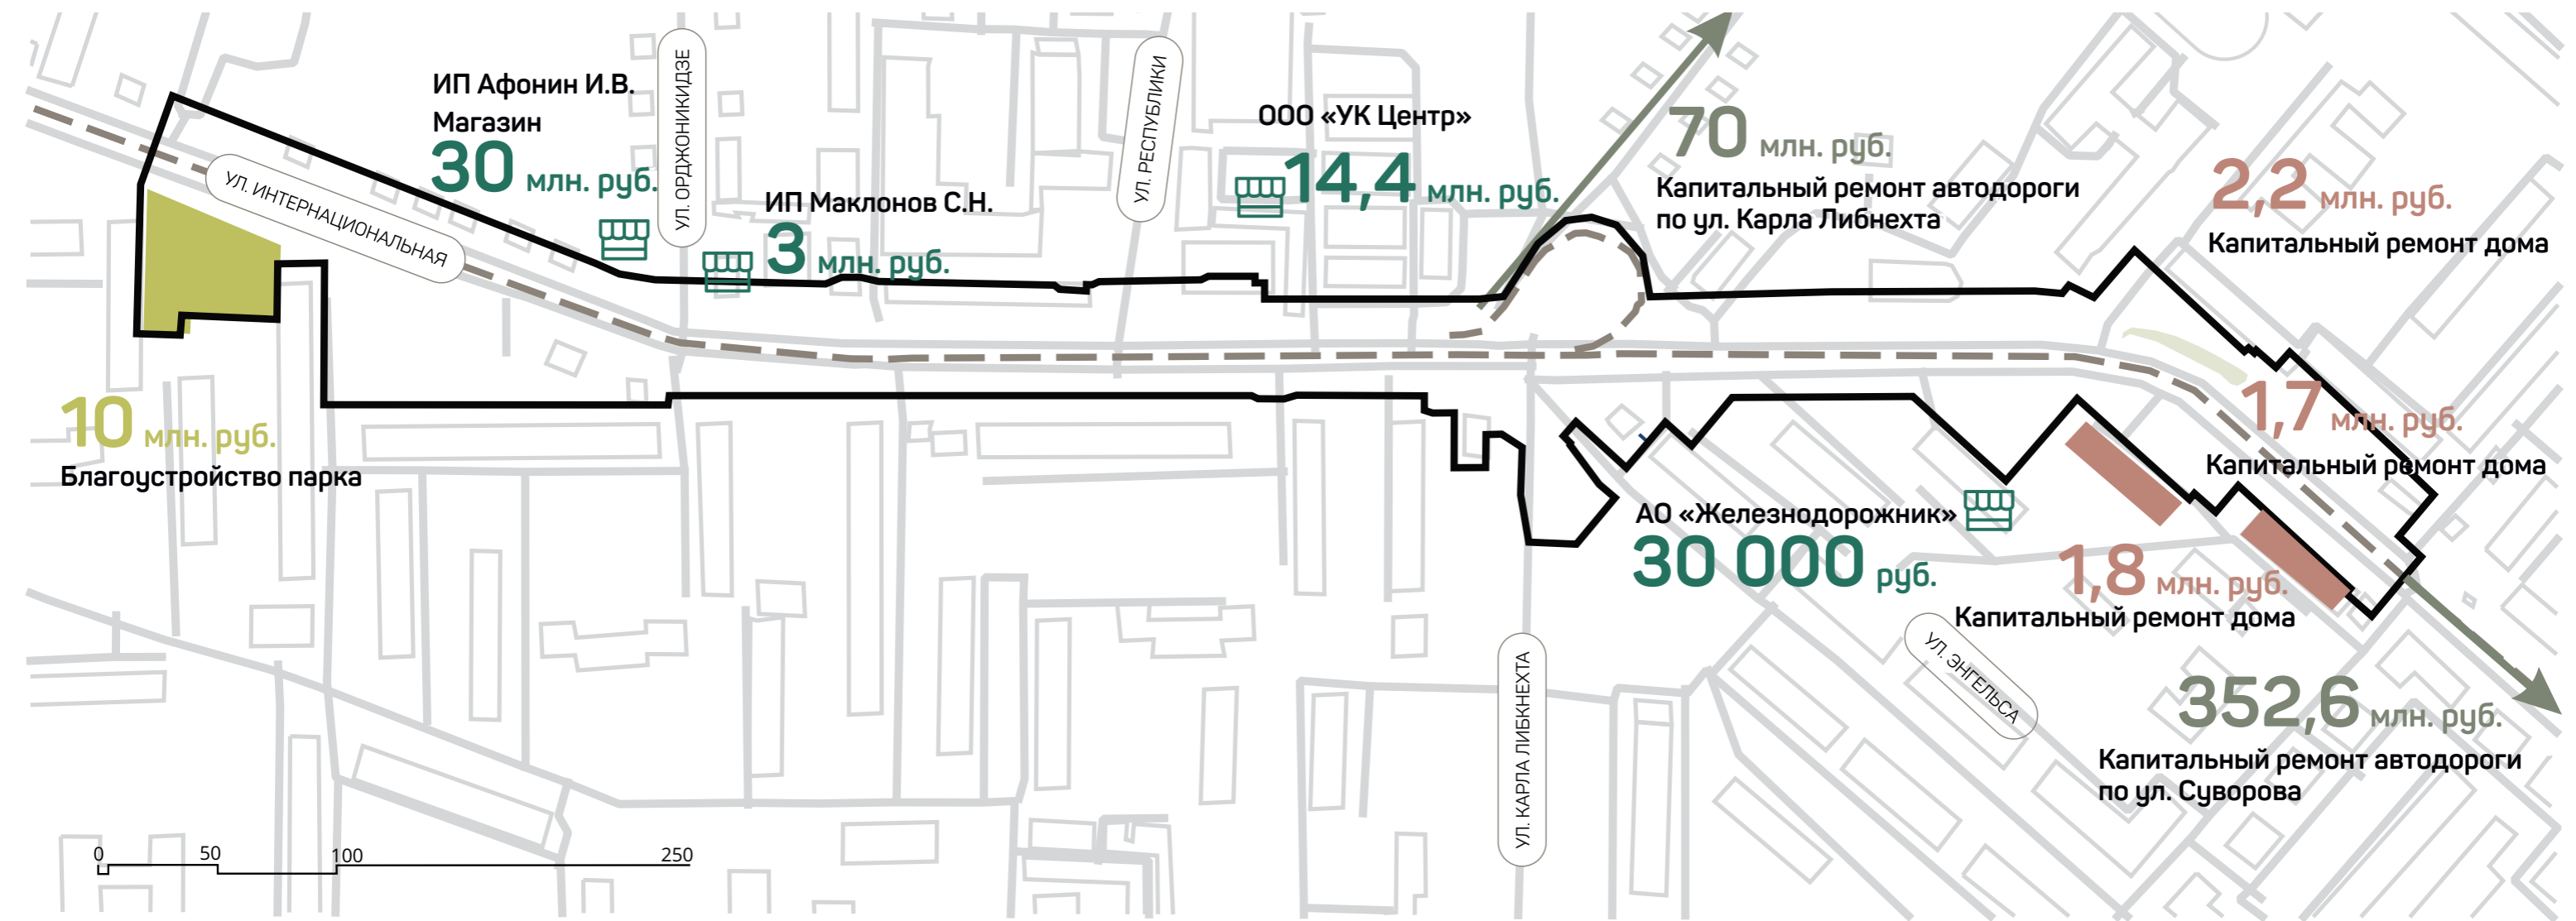 ИП Афонин И.В.
Магазин
30 млн. руб.
УЛ. ОРДЖОНИКИДЗЕ
УЛ. ИНТЕРНАЦИОНАЛЬНАЯ
ИП Маклонов С.Н.
3 млн. руб.
УЛ. РЕСПУБЛИКИ
ООО «УК Центр»
14,4 млн. руб.
70 млн. руб.
Капитальный ремонт автодороги
по ул. Карла Либнехта
2,2 млн. руб.
Капитальный ремонт дома
10 млн. руб.
Благоустройство парка
1,7 млн. руб.
Капитальный ремонт дома
АО «Железнодорожник»
30 000 руб.
1,8 млн. руб.
Капитальный ремонт дома
УЛ. КАРЛА ЛИБКНЕХТА
УЛ. ЭНГЕЛЬСА
352,6 млн. руб.
Капитальный ремонт автодороги
по ул. Суворова
0 50 100 250